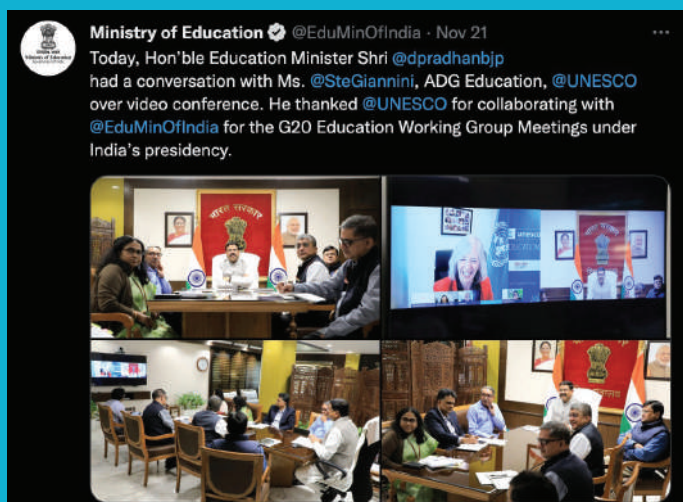 Ministry of Education @EduMinOfIndia · Nov 21
Today, Hon'ble Education Minister Shri @dpradhanbjp
had a conversation with Ms. @SteGiannini, ADG Education, @UNESCO
over video conference. He thanked @UNESCO for collaborating with
@EduMinOfIndia for the G20 Education Working Group Meetings under
India's presidency.
भारत सरकार
unesco